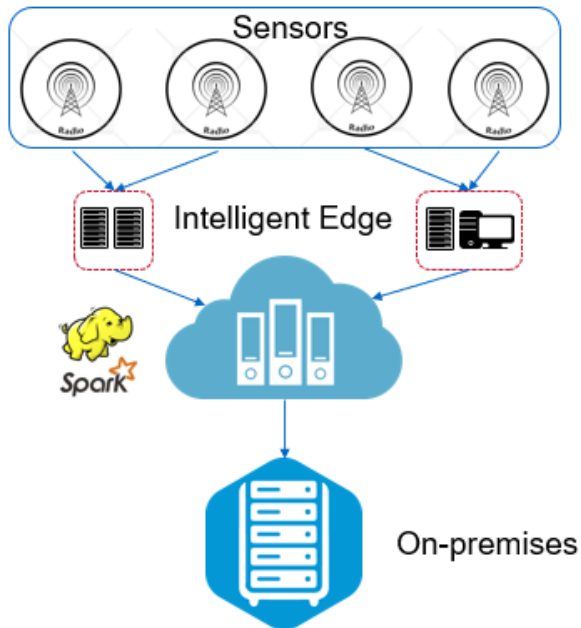 Sensors
Radio
Radio
Radio
Radio
Intelligent Edge
Spark
On-premises